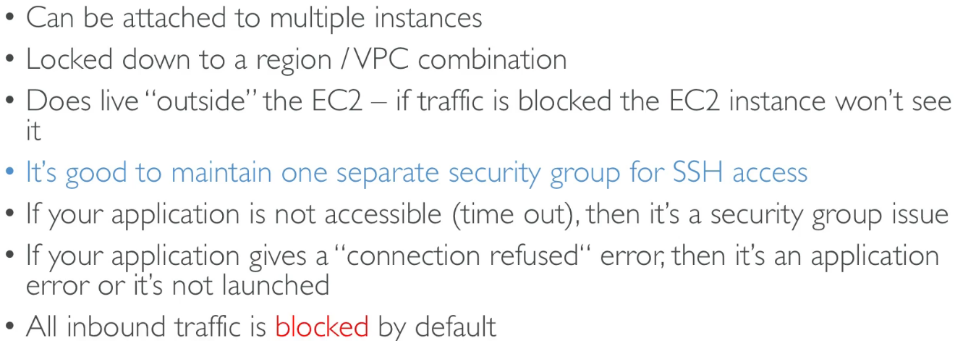 • Can be attached to multiple instances
• Locked down to a region / VPC combination
• Does live “outside” the EC2 – if traffic is blocked the EC2 instance won’t see
it
• It’s good to maintain one separate security group for SSH access
• If your application is not accessible (time out), then it’s a security group issue
• If your application gives a “connection refused“ error, then it’s an application
error or it’s not launched
• All inbound traffic is blocked by default